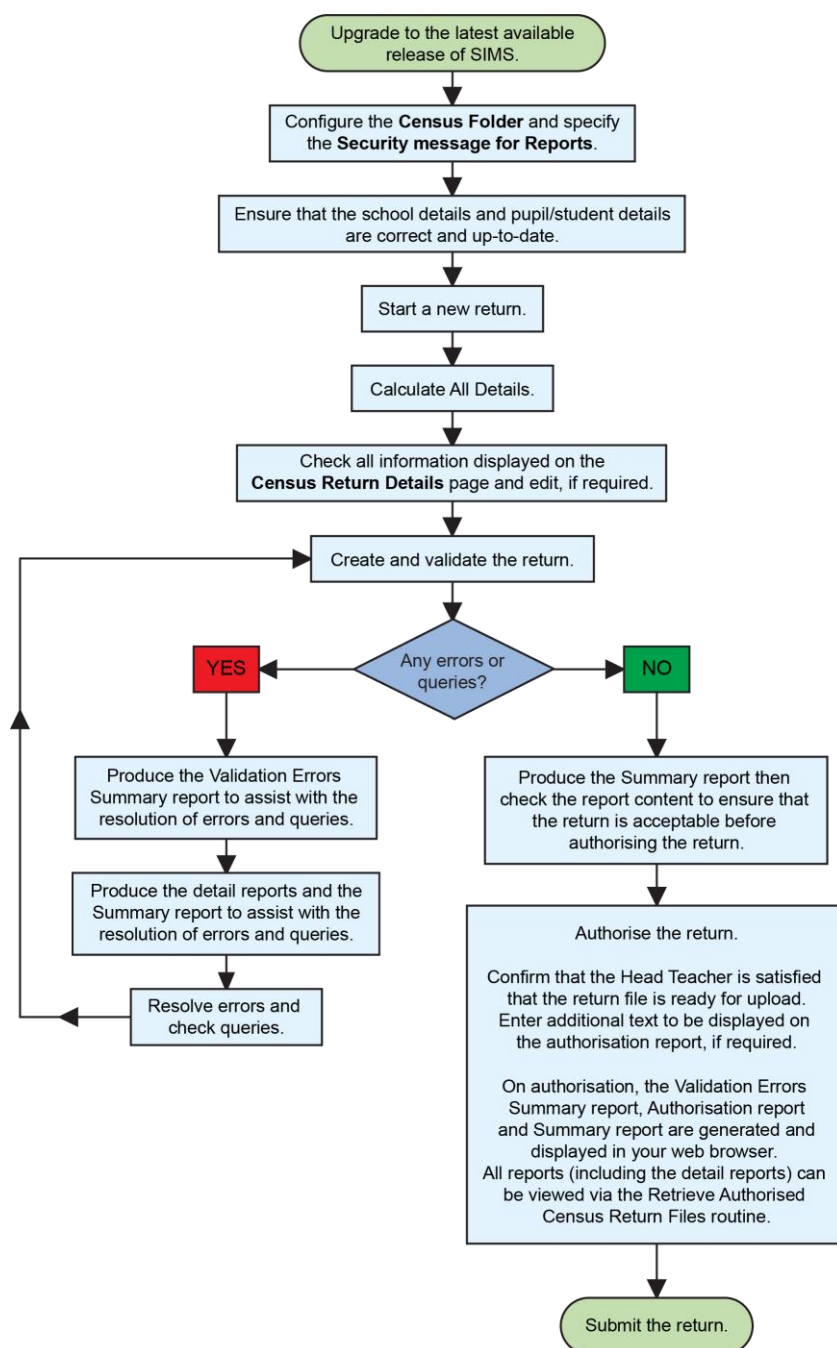 Upgrade to the latest available
release of SIMS.
Configure the Census Folder and specify
the Security message for Reports.
Ensure that the school details and pupil/student details
are correct and up-to-date.
Start a new return.
Calculate All Details.
Check all information displayed on the
Census Return Details page and edit, if required.
Create and validate the return.
Any errors or
queries?
YES
NO
Produce the Validation Errors
Summary report to assist with the
resolution of errors and queries.
Produce the detail reports and the
Summary report to assist with the
resolution of errors and queries.
Resolve errors and
check queries.
Produce the Summary report then
check the report content to ensure that
the return is acceptable before
authorising the return.
Authorise the return.
Confirm that the Head Teacher is satisfied
that the return file is ready for upload.
Enter additional text to be displayed on
the authorisation report, if required.
On authorisation, the Validation Errors
Summary report, Authorisation report
and Summary report are generated and
displayed in your web browser.
All reports (including the detail reports) can
be viewed via the Retrieve Authorised
Census Return Files routine.
Submit the return.